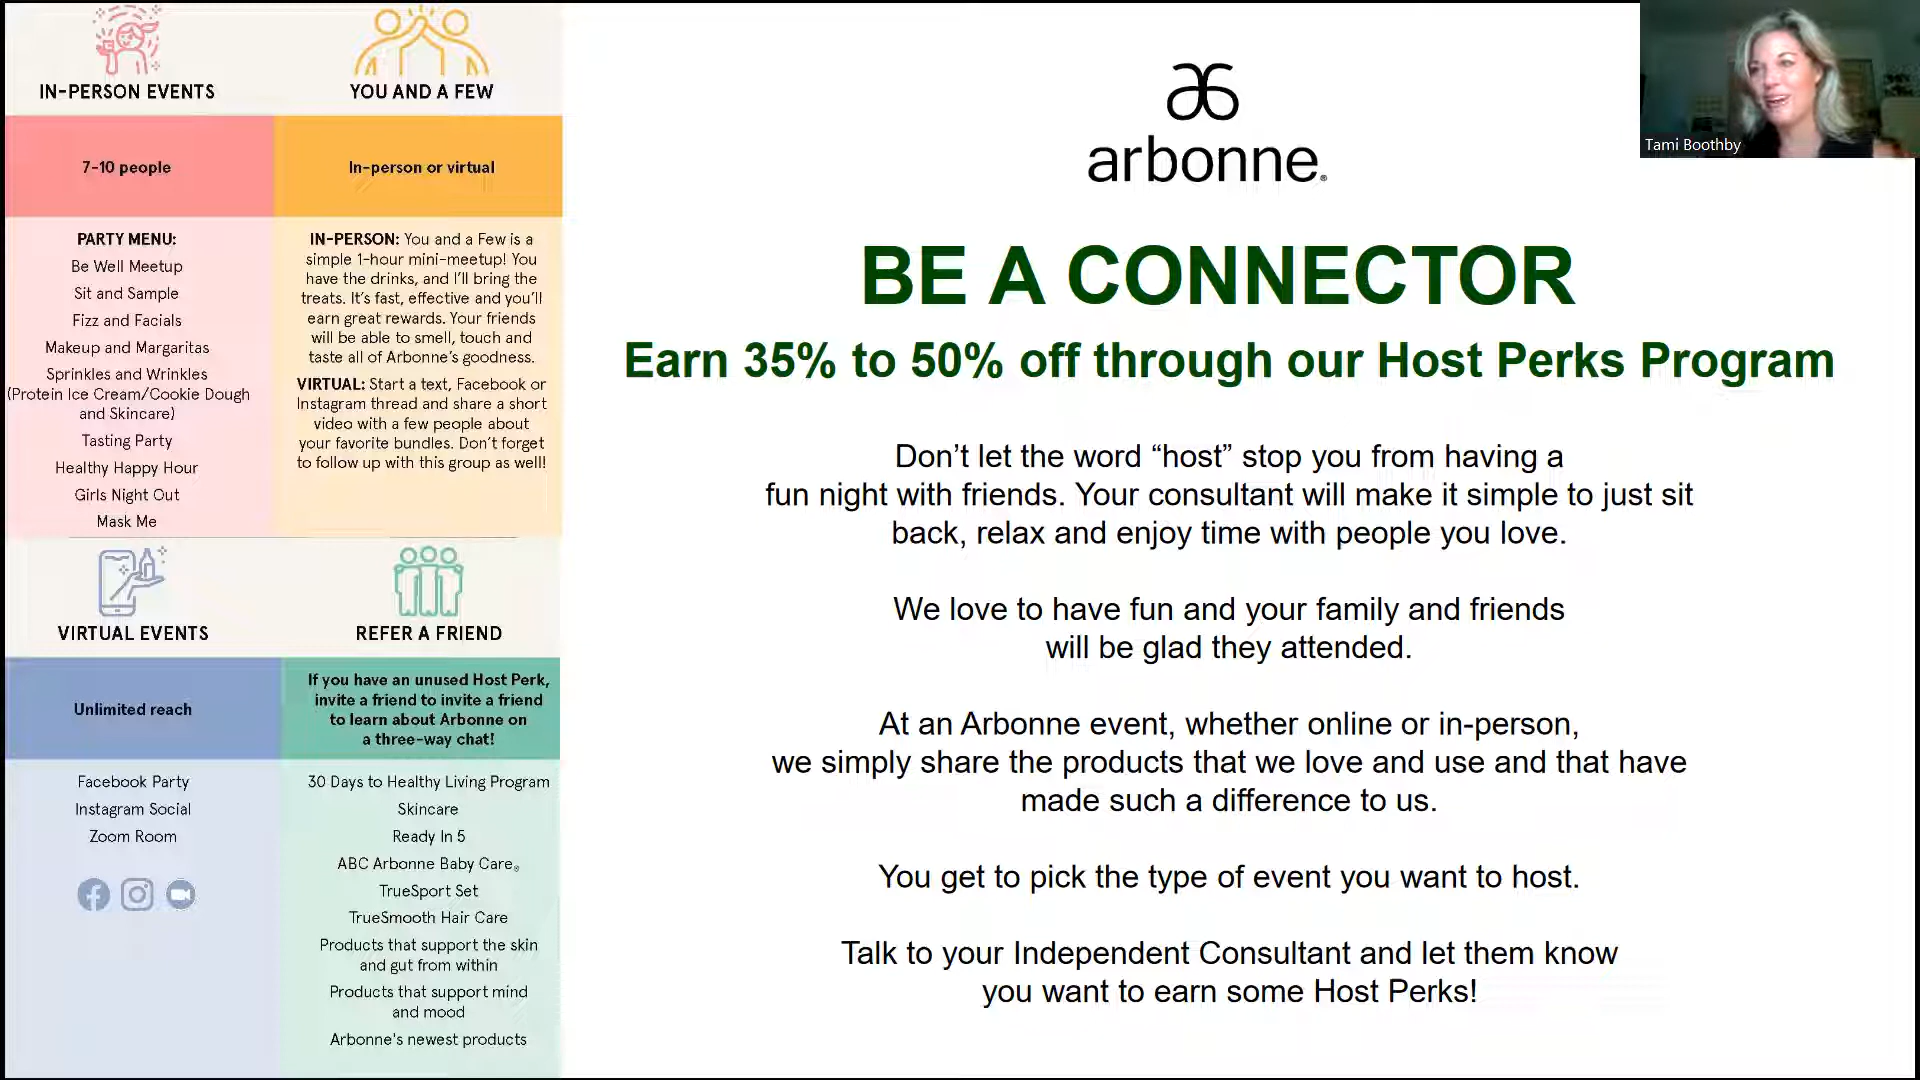 IN-PERSON EVENTS
7-10 people
PARTY MENU:
Be Well Meetup
Sit and Sample
Fizz and Facials
Makeup and Margaritas
Sprinkles and Wrinkles
(Protein Ice Cream/Cookie Dough
and Skincare)
Tasting Party
Healthy Happy Hour
Girls Night Out
Mask Me
YOU AND A FEW
In-person or virtual
IN-PERSON: You and a Few is a
simple 1-hour mini-meetup! You
have the drinks, and I'll bring the
treats. It's fast, effective and you'll
earn great rewards. Your friends
will be able to smell, touch and
taste all of Arbonne's goodness.
VIRTUAL: Start a text, Facebook or
Instagram thread and share a short
video with a few people about
your favorite bundles. Don't forget
to follow up with this group as well!
VIRTUAL EVENTS
Unlimited reach
Facebook Party
Instagram Social
Zoom Room
REFER A FRIEND
If you have an unused Host Perk,
invite a friend to invite a friend
to learn about Arbonne on
a three-way chat!
30 Days to Healthy Living Program
Skincare
Ready In 5
ABC Arbonne Baby Care®
TrueSport Set
TrueSmooth Hair Care
Products that support the skin
and gut from within
Products that support mind
and mood
Arbonne's newest products
arbonne®
BE A CONNECTOR
Earn 35% to 50% off through our Host Perks Program
Don’t let the word “host” stop you from having a
fun night with friends. Your consultant will make it simple to just sit
back, relax and enjoy time with people you love.
We love to have fun and your family and friends
will be glad they attended.
At an Arbonne event, whether online or in-person,
we simply share the products that we love and use and that have
made such a difference to us.
You get to pick the type of event you want to host.
Talk to your Independent Consultant and let them know
you want to earn some Host Perks!
Tami Boothby